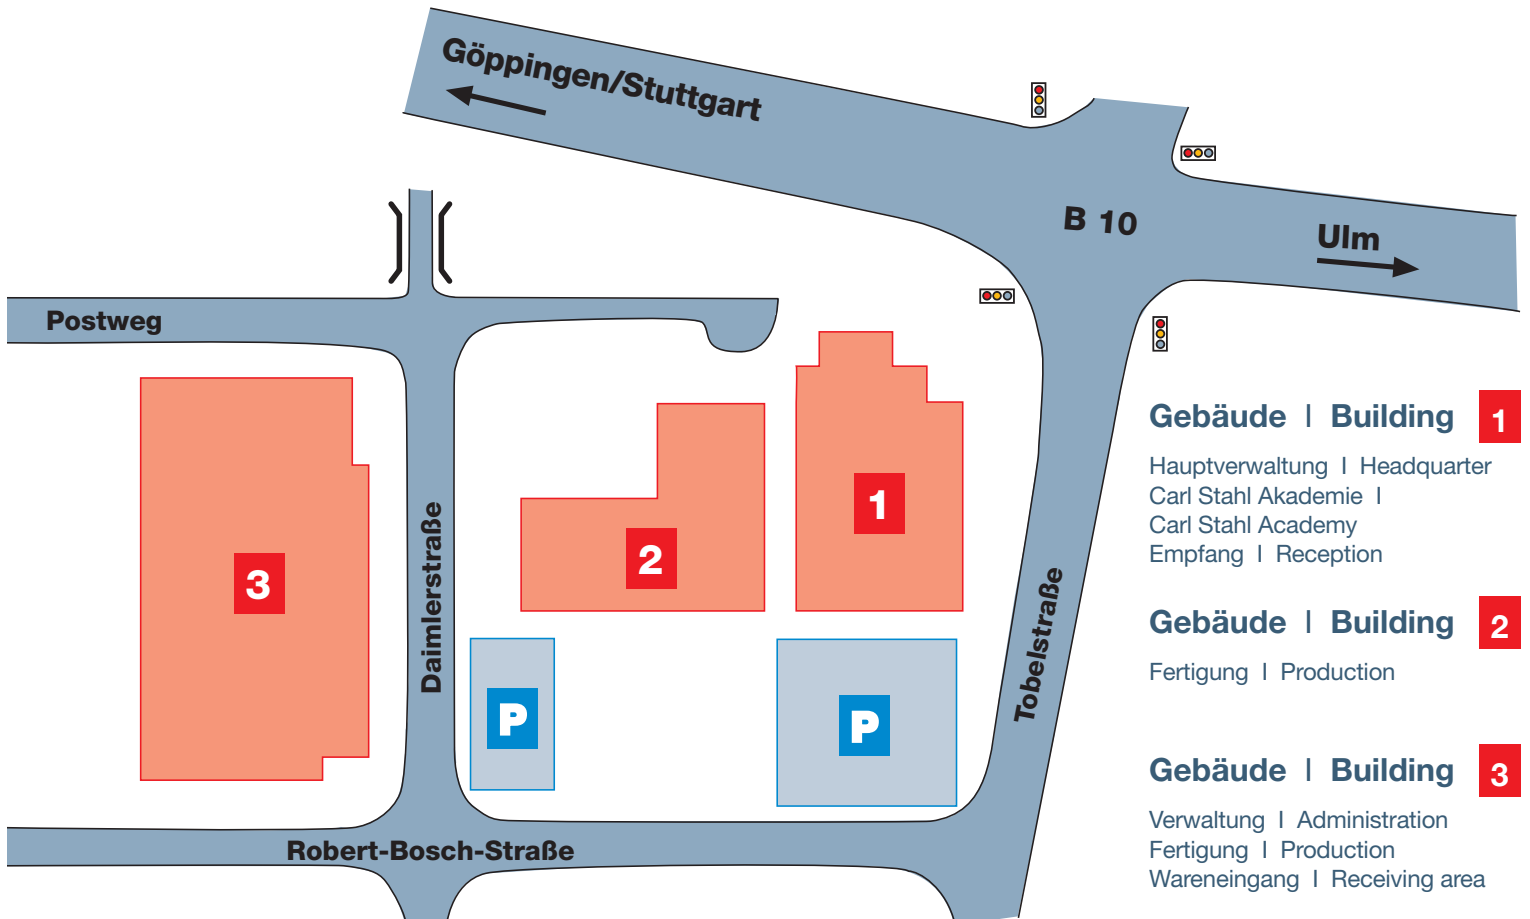 Göppingen/Stuttgart
B 10
Ulm
Postweg
Gebäude I Building 1
Hauptverwaltung I Headquarter
Carl Stahl Akademie I
Carl Stahl Academy
Empfang I Reception
1
2
3
Daimlerstraße
Tobelstraße
Gebäude I Building 2
Fertigung I Production
P
P
Gebäude I Building 3
Verwaltung I Administration
Fertigung I Production
Wareneingang I Receiving area
Robert-Bosch-Straße